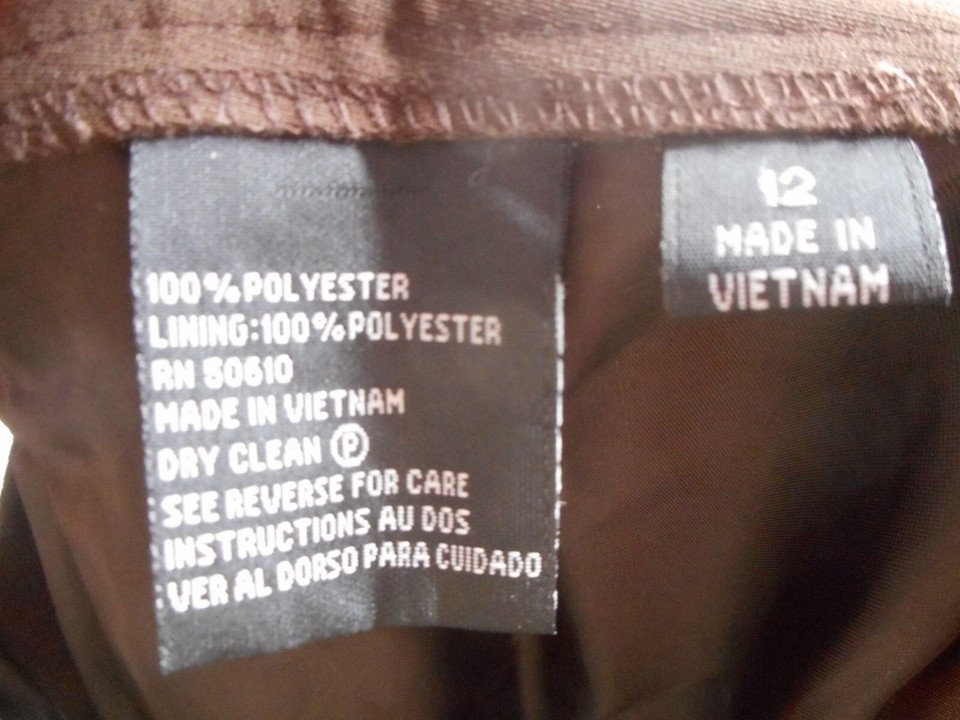 100%POLYESTER
LINING:100%POLYESTER
RN 50610
MADE IN VIETNAM
DRY CLEAN Ⓟ
SEE REVERSE FOR CARE
INSTRUCTIONS AU DOS
VER AL DORSO PARA CUIDADO
12
MADE IN
VIETNAM